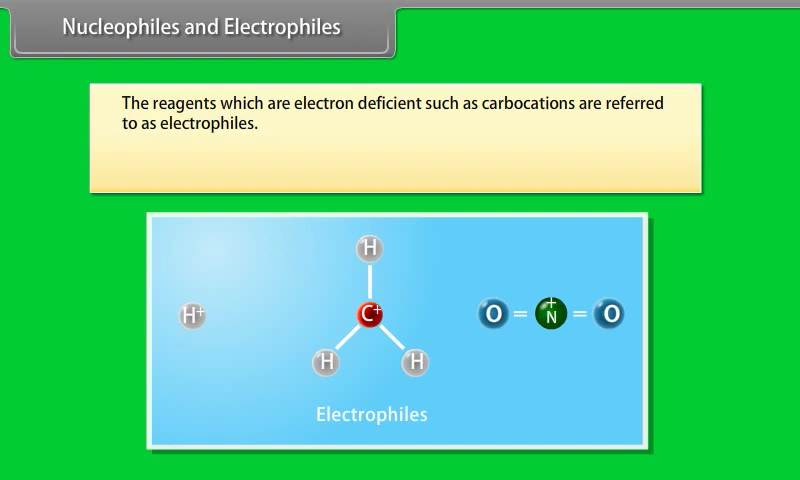 Nucleophiles and Electrophiles
The reagents which are electron deficient such as carbocations are referred
to as electrophiles.
H
H+ C+ O = N+ = O
H H
Electrophiles